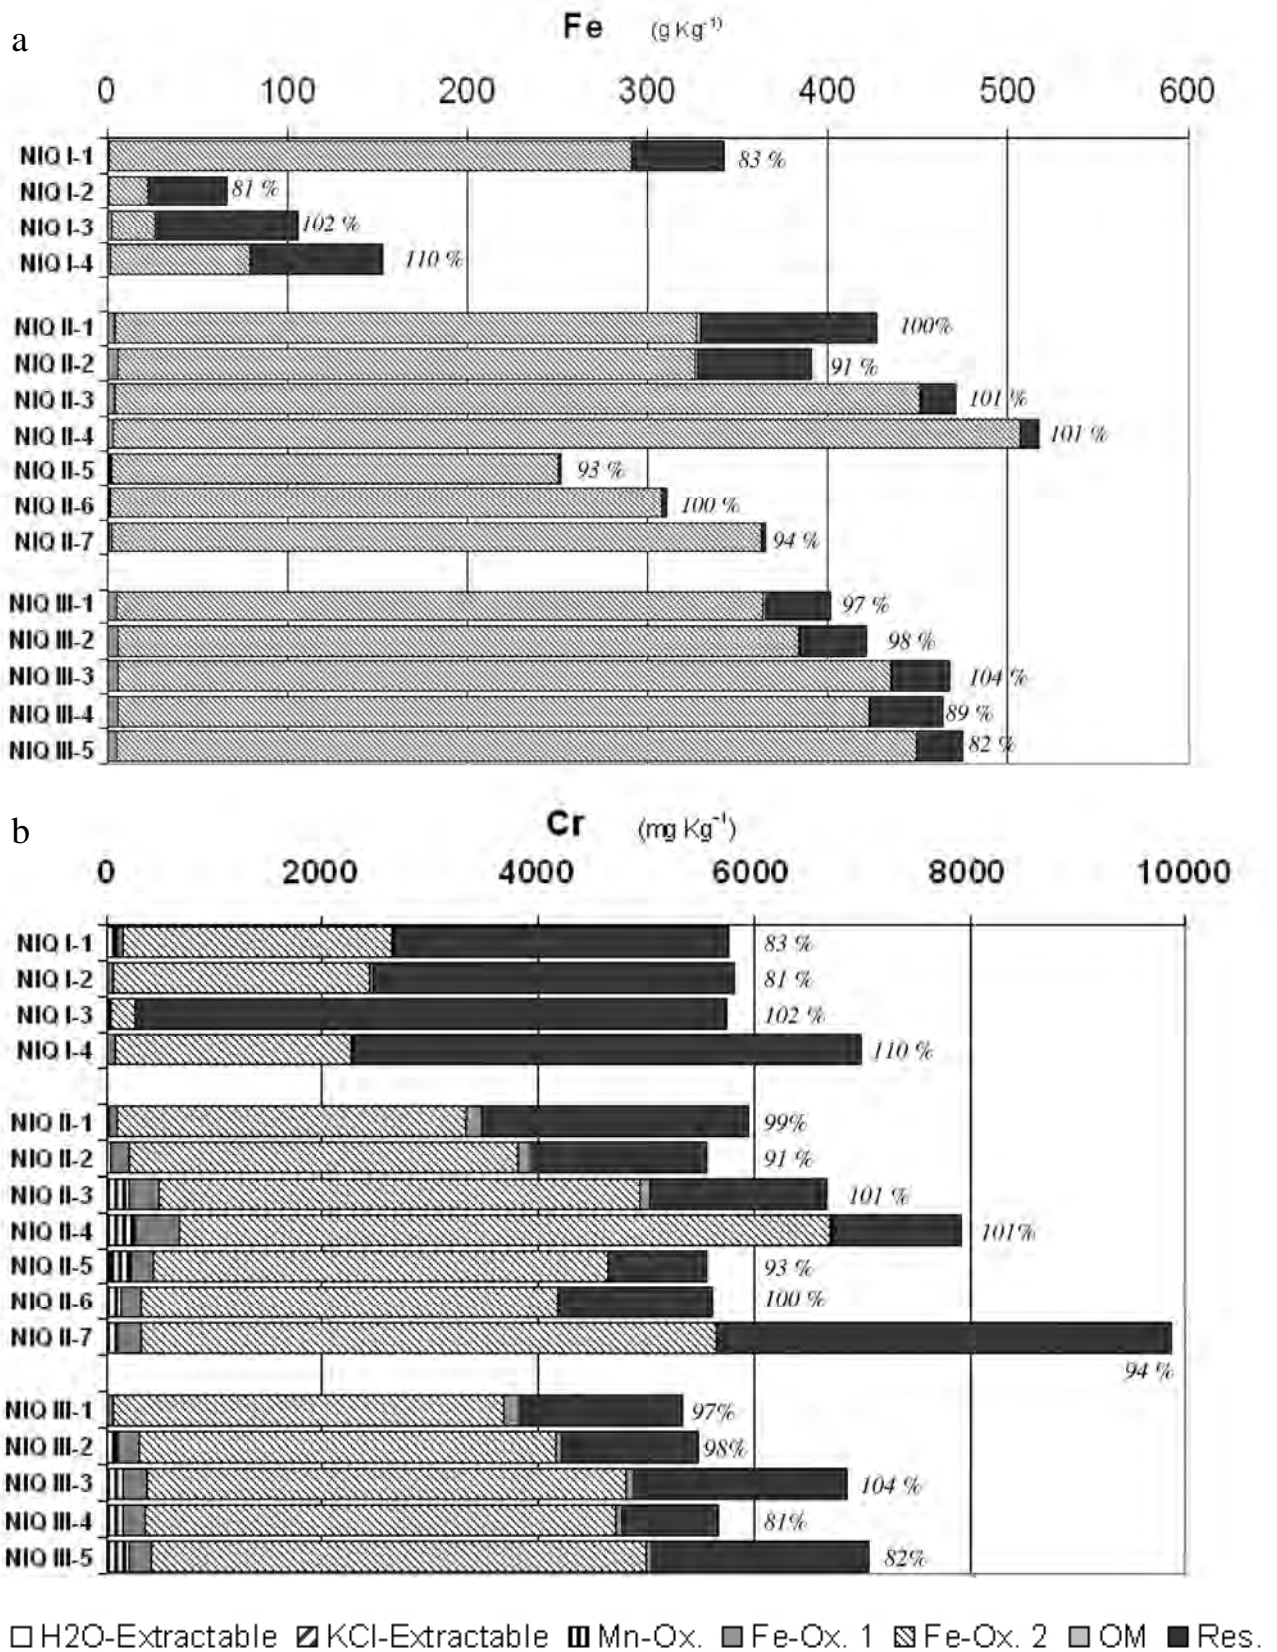 a
Fe (g Kg⁻¹)
0 100 200 300 400 500 600
NIQ I-1 83 %
NIQ I-2 81 %
NIQ I-3 102 %
NIQ I-4 110 %
NIQ II-1 100%
NIQ II-2 91 %
NIQ II-3 101 %
NIQ II-4 101 %
NIQ II-5 93 %
NIQ II-6 100 %
NIQ II-7 94 %
NIQ III-1 97 %
NIQ III-2 98 %
NIQ III-3 104 %
NIQ III-4 89 %
NIQ III-5 82 %
b
Cr (mg Kg⁻¹)
0 2000 4000 6000 8000 10000
NIQ I-1 83 %
NIQ I-2 81 %
NIQ I-3 102 %
NIQ I-4 110 %
NIQ II-1 99%
NIQ II-2 91 %
NIQ II-3 101 %
NIQ II-4 101%
NIQ II-5 93 %
NIQ II-6 100 %
NIQ II-7
94 %
NIQ III-1 97%
NIQ III-2 98%
NIQ III-3 104 %
NIQ III-4 81%
NIQ III-5 82%
H2O-Extractable KCl-Extractable Mn-Ox. Fe-Ox. 1 Fe-Ox. 2 OM Res.